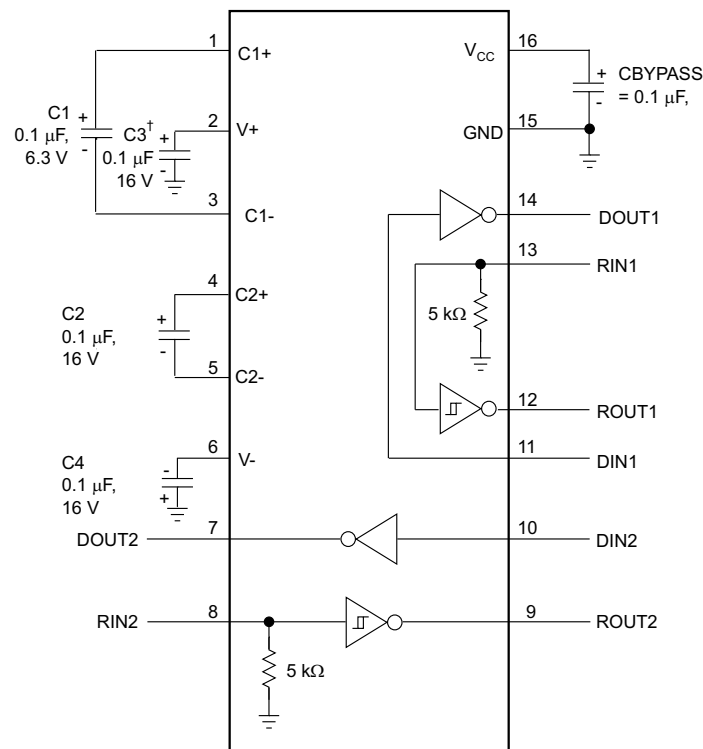 1
C1+
C1
0.1 μF,
6.3 V
+
-
2
V+
C3†
0.1 μF
16 V
+
-
3
C1-
4
C2+
C2
0.1 μF,
16 V
+
-
5
C2-
6
V-
C4
0.1 μF,
16 V
-
+
7
DOUT2
RIN2
8
5 kΩ
VCC
16
+
-
CBYPASS
= 0.1 μF,
GND
15
14
DOUT1
13
RIN1
5 kΩ
12
ROUT1
11
DIN1
10
DIN2
9
ROUT2